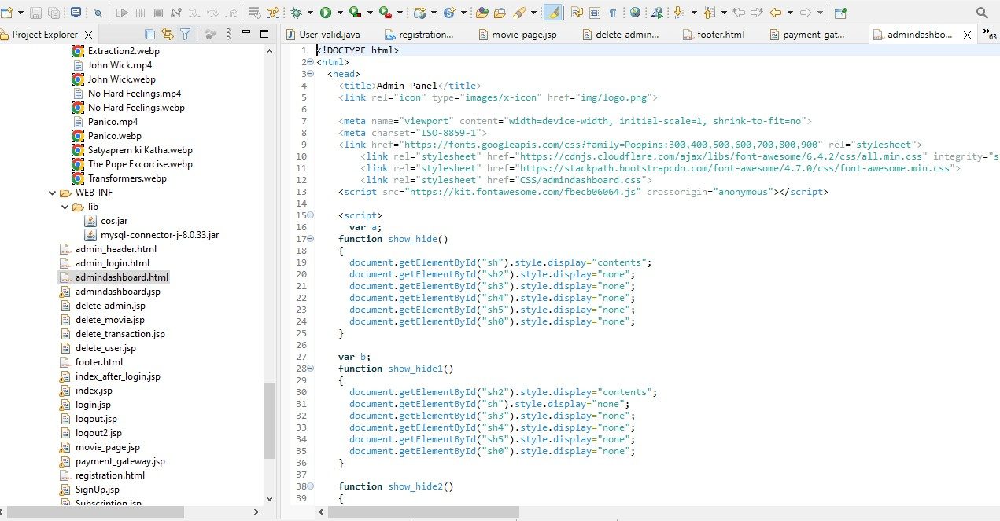 Project Explorer
User_valid.java
registration...
movie_page.jsp
delete_admin...
footer.html
payment_gat...
admindashbo...
63
Extraction2.webp
John Wick.mp4
John Wick.webp
No Hard Feelings.mp4
No Hard Feelings.webp
Panico.mp4
Panico.webp
Satyaprem ki Katha.webp
The Pope Excorcise.webp
Transformers.webp
WEB-INF
lib
cos.jar
mysql-connector-j-8.0.33.jar
admin_header.html
admin_login.html
admindashboard.html
admindashboard.jsp
delete_admin.jsp
delete_movie.jsp
delete_transaction.jsp
delete_user.jsp
footer.html
index_after_login.jsp
index.jsp
login.jsp
logout.jsp
logout2.jsp
movie_page.jsp
payment_gateway.jsp
registration.html
SignUp.jsp
Subscription.jsp
1 <!DOCTYPE html>
2 <html>
3 <head>
4 <title>Admin Panel</title>
5 <link rel="icon" type="images/x-icon" href="img/logo.png">
6
7 <meta name="viewport" content="width=device-width, initial-scale=1, shrink-to-fit=no">
8 <meta charset="ISO-8859-1">
9 <link href="https://fonts.googleapis.com/css?family=Poppins:300,400,500,600,700,800,900" rel="stylesheet">
10 <link rel="stylesheet" href="https://cdnjs.cloudflare.com/ajax/libs/font-awesome/6.4.2/css/all.min.css" integrity="s
11 <link rel="stylesheet" href="https://stackpath.bootstrapcdn.com/font-awesome/4.7.0/css/font-awesome.min.css">
12 <link rel="stylesheet" href="CSS/admindashboard.css">
13 <script src="https://kit.fontawesome.com/fbecb06064.js" crossorigin="anonymous"></script>
14
15 <script>
16 var a;
17 function show_hide()
18 {
19 document.getElementById("sh").style.display="contents";
20 document.getElementById("sh2").style.display="none";
21 document.getElementById("sh3").style.display="none";
22 document.getElementById("sh4").style.display="none";
23 document.getElementById("sh5").style.display="none";
24 document.getElementById("sh0").style.display="none";
25 }
26
27 var b;
28 function show_hide1()
29 {
30 document.getElementById("sh2").style.display="contents";
31 document.getElementById("sh").style.display="none";
32 document.getElementById("sh3").style.display="none";
33 document.getElementById("sh4").style.display="none";
34 document.getElementById("sh5").style.display="none";
35 document.getElementById("sh0").style.display="none";
36 }
37
38 function show_hide2()
39 {